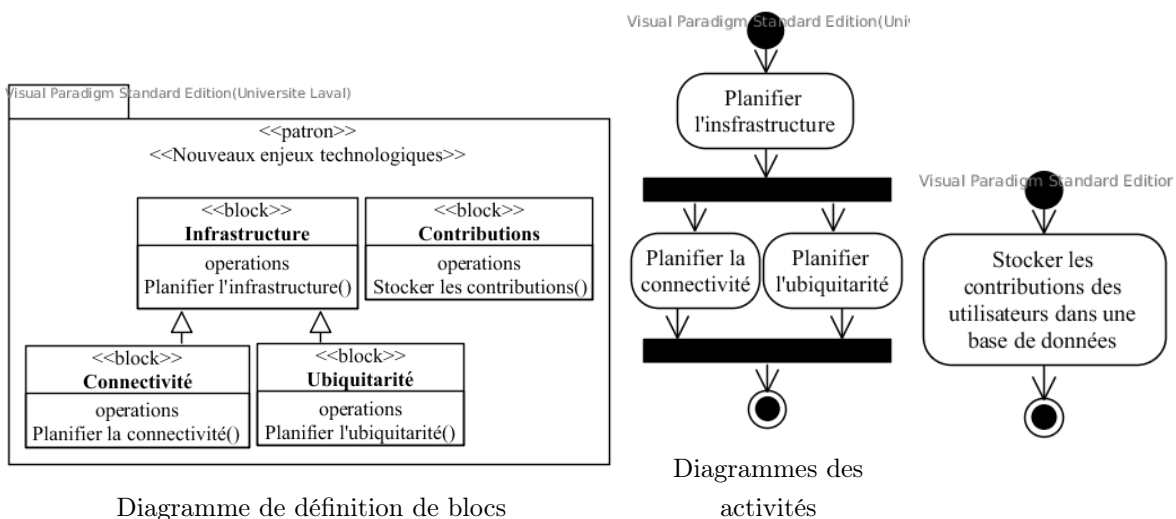 Visual Paradigm Standard Edition(Universite Laval)
<<patron>>
<<Nouveaux enjeux technologiques>>
<<block>>
Infrastructure
operations
Planifier l'infrastructure()
<<block>>
Contributions
operations
Stocker les contributions()
<<block>>
Connectivité
operations
Planifier la connectivité()
<<block>>
Ubiquitarité
operations
Planifier l'ubiquitarité()
Diagramme de définition de blocs
Visual Paradigm Standard Edition(Uni
Planifier
l'insfrastructure
Planifier la
connectivité
Planifier
l'ubiquitarité
Diagrammes des
activités
Visual Paradigm Standard Edition
Stocker les
contributions des
utilisateurs dans une
base de données